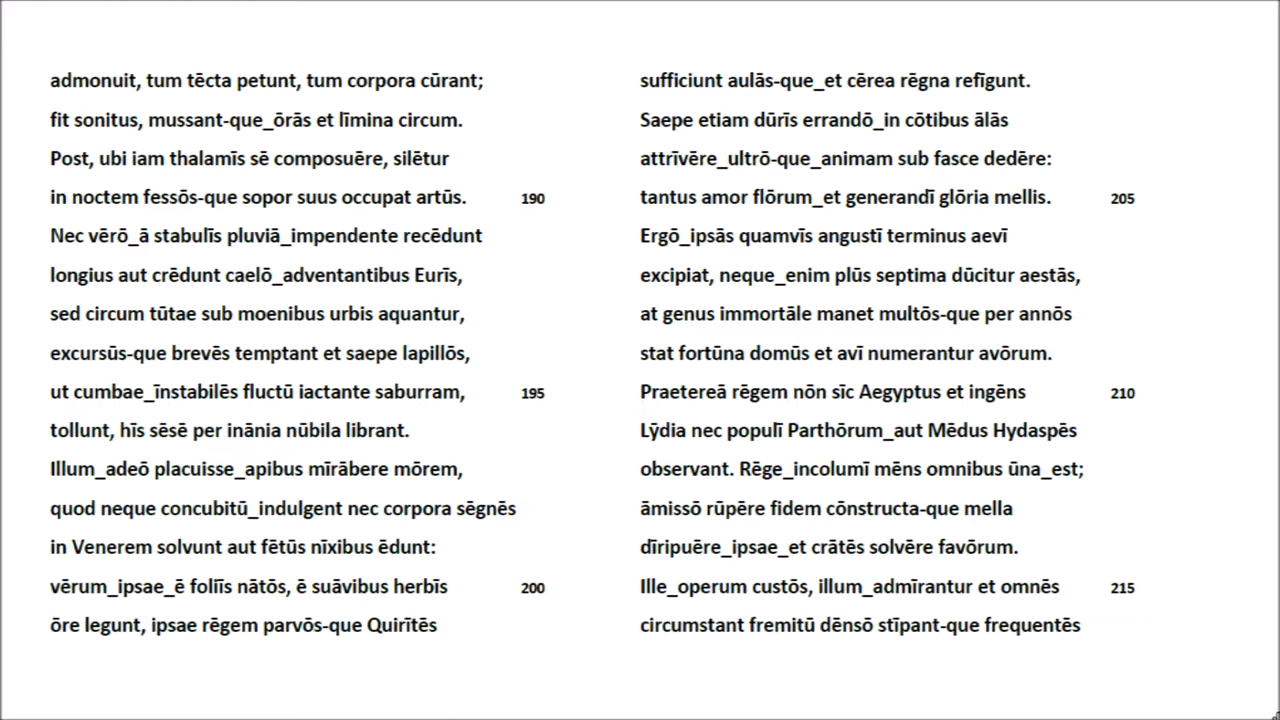 admonuit, tum tēcta petunt, tum corpora cūrant;
fit sonitus, mussant-que_ōrās et līmina circum.
Post, ubi iam thalamīs sē composuēre, silētur
in noctem fessōs-que sopor suus occupat artūs. 190
Nec vērō_ā stabulīs pluviā_impendente recēdunt
longius aut crēdunt caelō_adventantibus Eurīs,
sed circum tūtae sub moenibus urbis aquantur,
excursūs-que brevēs temptant et saepe lapillōs,
ut cumbae_īnstabilēs fluctū iactante saburram, 195
tollunt, hīs sēsē per inānia nūbila librant.
Illum_adeō placuisse_apibus mīrābere mōrem,
quod neque concubitū_indulgent nec corpora sēgnēs
in Venerem solvunt aut fētūs nīxibus ēdunt:
vērum_ipsae_ē foliīs nātōs, ē suāvibus herbīs 200
ōre legunt, ipsae rēgem parvōs-que Quirītēs
sufficiunt aulās-que_et cērea rēgna refīgunt.
Saepe etiam dūrīs errandō_in cōtibus ālās
attrīvēre_ultrō-que_animam sub fasce dedēre:
tantus amor flōrum_et generandī glōria mellis. 205
Ergō_ipsās quamvīs angustī terminus aevī
excipiat, neque_enim plūs septima dūcitur aestās,
at genus immortāle manet multōs-que per annōs
stat fortūna domūs et avī numerantur avōrum.
Praetereā rēgem nōn sīc Aegyptus et ingēns 210
Lȳdia nec populī Parthōrum_aut Mēdus Hydaspēs
observant. Rēge_incolumī mēns omnibus ūna_est;
āmissō rūpēre fidem cōnstructa-que mella
dīripuēre_ipsae_et crātēs solvēre favōrum.
Ille_operum custōs, illum_admīrantur et omnēs 215
circumstant fremitū dēnsō stīpant-que frequentēs